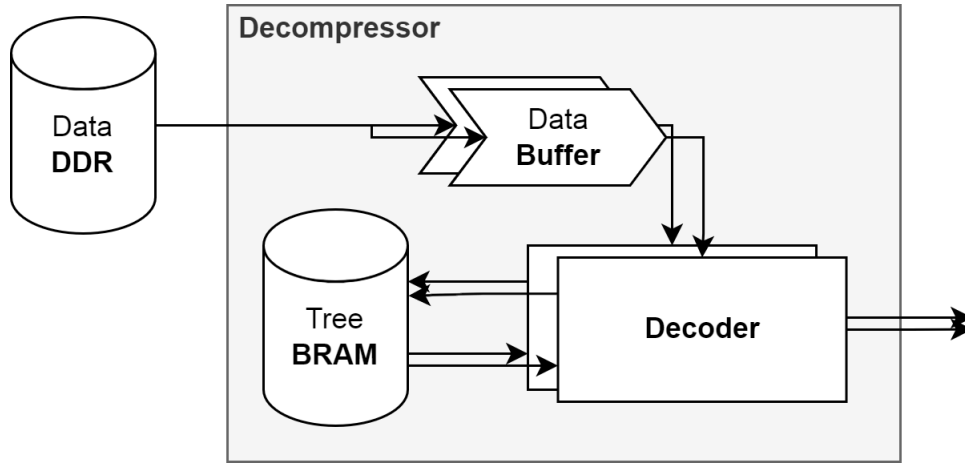 Decompressor
Data
DDR
Data
Buffer
Tree
BRAM
Decoder